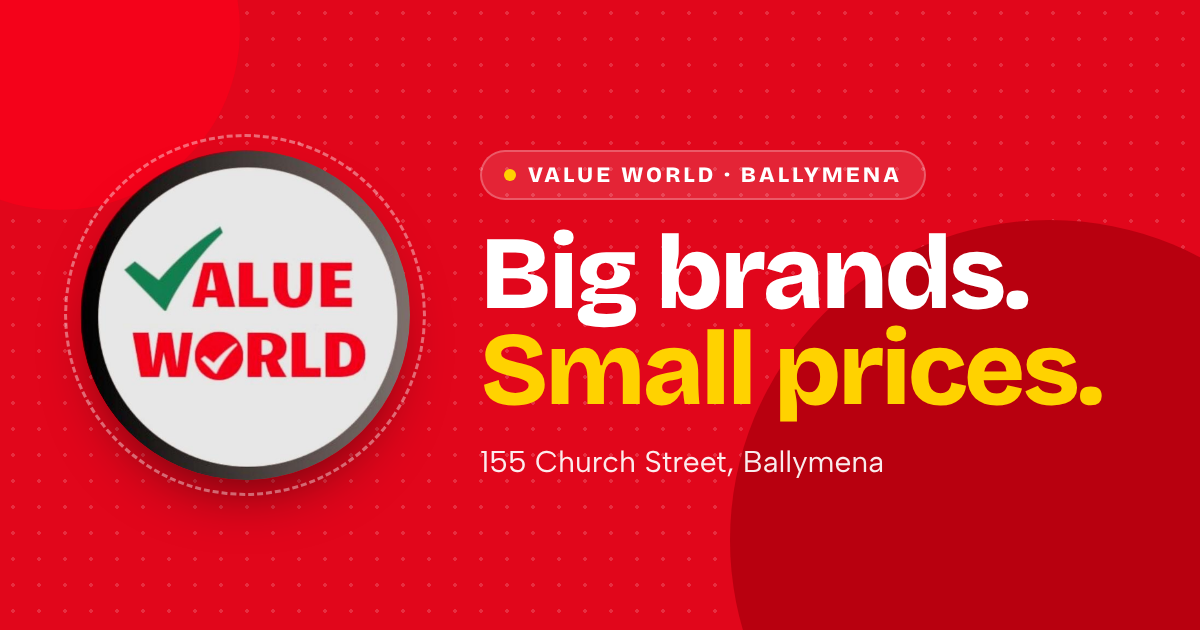 VALUE
WORLD
VALUE WORLD · BALLYMENA
Big brands.
Small prices.
155 Church Street, Ballymena